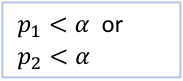 p₁ < α or
p₂ < α